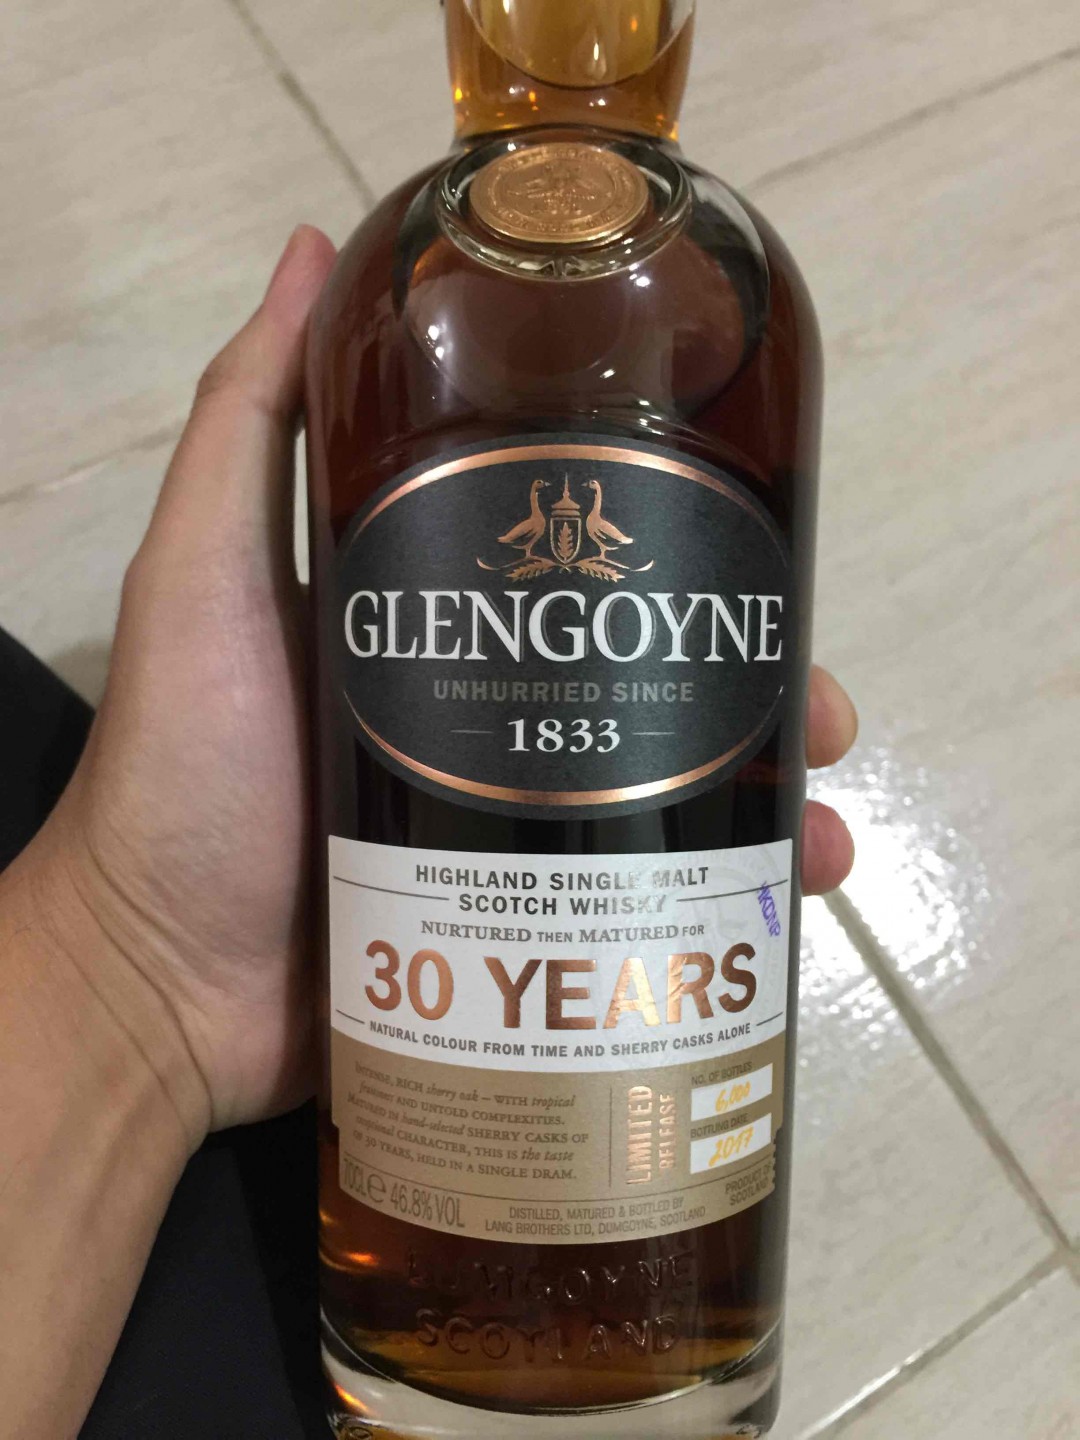 GLENGOYNE
UNHURRIED SINCE
1833
HIGHLAND SINGLE MALT
SCOTCH WHISKY
HKDNP
NURTURED THEN MATURED FOR
30 YEARS
NATURAL COLOUR FROM TIME AND SHERRY CASKS ALONE
INTENSE, RICH sherry oak – WITH tropical
fruitiness AND UNTOLD COMPLEXITIES.
MATURED IN hand-selected SHERRY CASKS OF
exceptional CHARACTER, THIS IS the taste
OF 30 YEARS, HELD IN A SINGLE DRAM.
LIMITED
RELEASE
NO. OF BOTTLES
6,000
BOTTLING DATE
2017
70CL e 46.8% VOL
DISTILLED, MATURED & BOTTLED BY
LANG BROTHERS LTD, DUMGOYNE, SCOTLAND
PRODUCT OF
SCOTLAND
DUMGOYNE
SCOTLAND